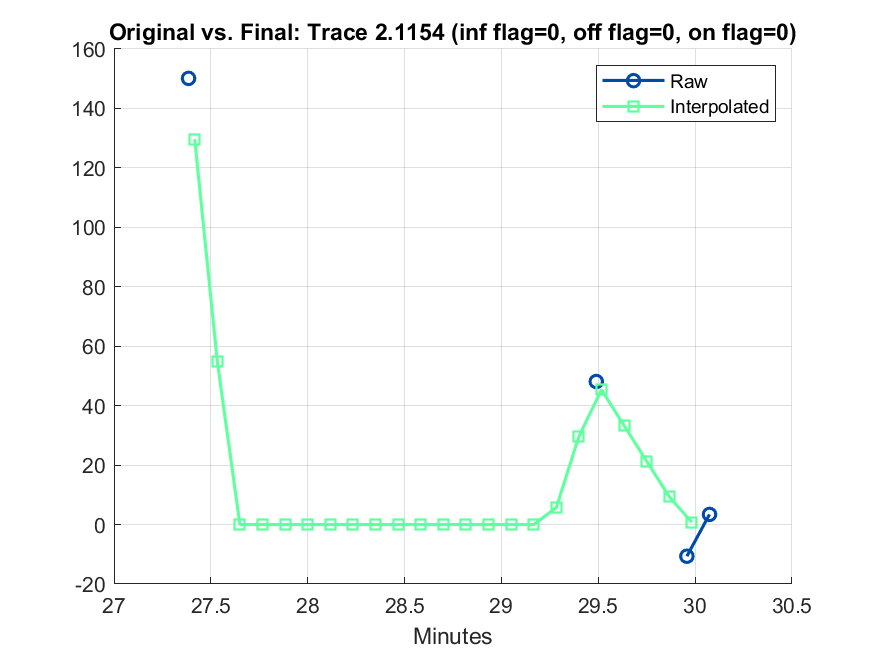 Original vs. Final: Trace 2.1154 (inf flag=0, off flag=0, on flag=0)
160
140
120
100
80
60
40
20
0
-20
Raw
Interpolated
27 27.5 28 28.5 29 29.5 30 30.5
Minutes